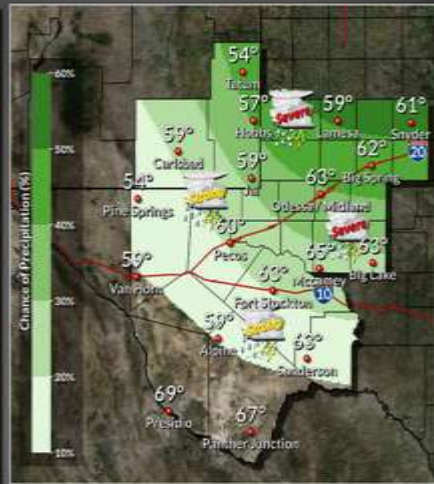 Chance of Precipitation (%)
60%
50%
40%
30%
20%
10%
54°
Tatum
57°
Hobbs
Severe
59°
Lamesa
61°
Snyder
20
59°
Carlsbad
59°
Jal
62°
Big Spring
54°
Pine Springs
63°
Odessa/Midland
Severe
60°
Pecos
65°
McCamey
63°
Big Lake
59°
Van Horn
63°
Fort Stockton
10
59°
Alpine
63°
Sanderson
69°
Presidio
67°
Panther Junction